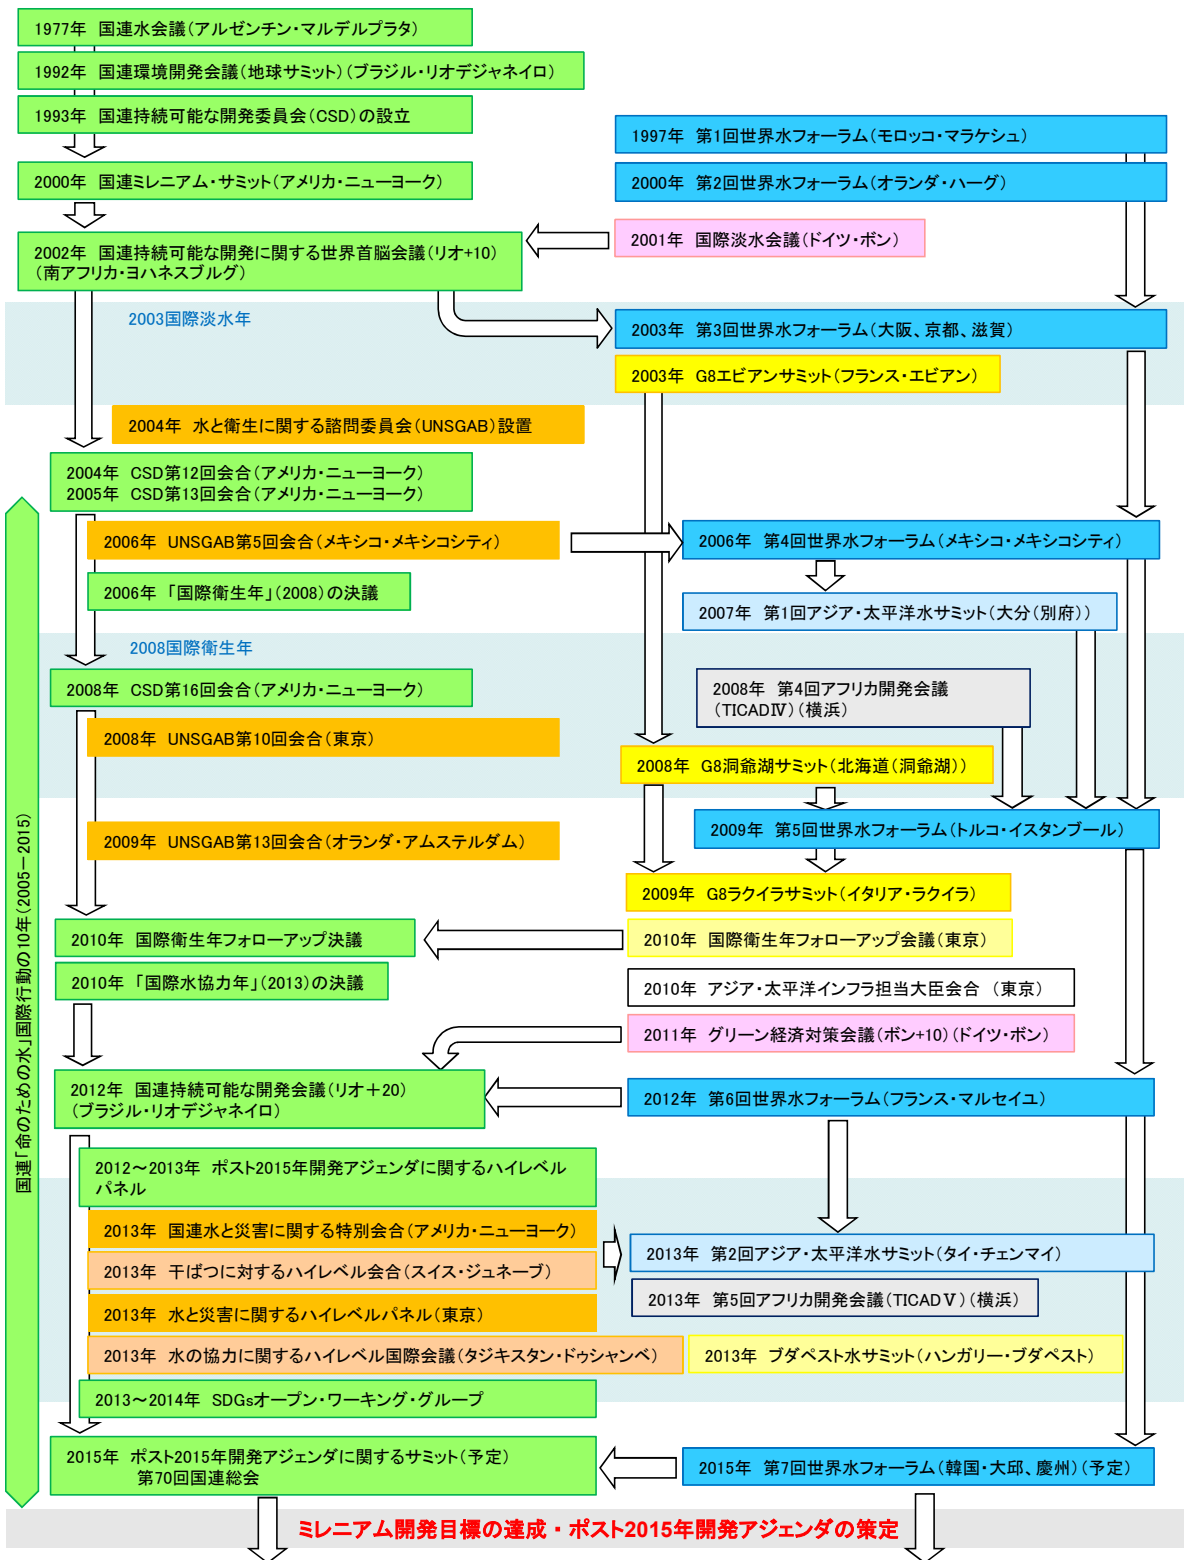 1977年 国連水会議（アルゼンチン・マルデルプラタ）
1992年 国連環境開発会議（地球サミット）（ブラジル・リオデジャネイロ）
1993年 国連持続可能な開発委員会（CSD）の設立
1997年 第1回世界水フォーラム（モロッコ・マラケシュ）
2000年 国連ミレニアム・サミット（アメリカ・ニューヨーク）
2000年 第2回世界水フォーラム（オランダ・ハーグ）
2001年 国際淡水会議（ドイツ・ボン）
2002年 国連持続可能な開発に関する世界首脳会議（リオ+10）
（南アフリカ・ヨハネスブルグ）
2003国際淡水年
2003年 第3回世界水フォーラム（大阪、京都、滋賀）
2003年 G8エビアンサミット（フランス・エビアン）
2004年 水と衛生に関する諮問委員会（UNSGAB）設置
2004年 CSD第12回会合（アメリカ・ニューヨーク）
2005年 CSD第13回会合（アメリカ・ニューヨーク）
国連「命のための水」国際行動の10年（2005－2015）
2006年 UNSGAB第5回会合（メキシコ・メキシコシティ）
2006年 第4回世界水フォーラム（メキシコ・メキシコシティ）
2006年 「国際衛生年」（2008）の決議
2007年 第1回アジア・太平洋水サミット（大分（別府））
2008国際衛生年
2008年 CSD第16回会合（アメリカ・ニューヨーク）
2008年 第4回アフリカ開発会議
（TICADⅣ）（横浜）
2008年 UNSGAB第10回会合（東京）
2008年 G8洞爺湖サミット（北海道（洞爺湖））
2009年 UNSGAB第13回会合（オランダ・アムステルダム）
2009年 第5回世界水フォーラム（トルコ・イスタンブール）
2009年 G8ラクイラサミット（イタリア・ラクイラ）
2010年 国際衛生年フォローアップ決議
2010年 国際衛生年フォローアップ会議（東京）
2010年 「国際水協力年」（2013）の決議
2010年 アジア・太平洋インフラ担当大臣会合 （東京）
2011年 グリーン経済対策会議（ボン+10）（ドイツ・ボン）
2012年 国連持続可能な開発会議（リオ＋20）
（ブラジル・リオデジャネイロ）
2012年 第6回世界水フォーラム（フランス・マルセイユ）
2012～2013年 ポスト2015年開発アジェンダに関するハイレベル
パネル
2013年 国連水と災害に関する特別会合（アメリカ・ニューヨーク）
2013年 第2回アジア・太平洋水サミット（タイ・チェンマイ）
2013年 干ばつに対するハイレベル会合（スイス・ジュネーブ）
2013年 第5回アフリカ開発会議（TICADⅤ）（横浜）
2013年 水と災害に関するハイレベルパネル（東京）
2013年 水の協力に関するハイレベル国際会議（タジキスタン・ドゥシャンベ）
2013年 ブダペスト水サミット（ハンガリー・ブダペスト）
2013～2014年 SDGsオープン・ワーキング・グループ
2015年 ポスト2015年開発アジェンダに関するサミット（予定）
第70回国連総会
2015年 第7回世界水フォーラム（韓国・大邱、慶州）（予定）
ミレニアム開発目標の達成・ポスト2015年開発アジェンダの策定